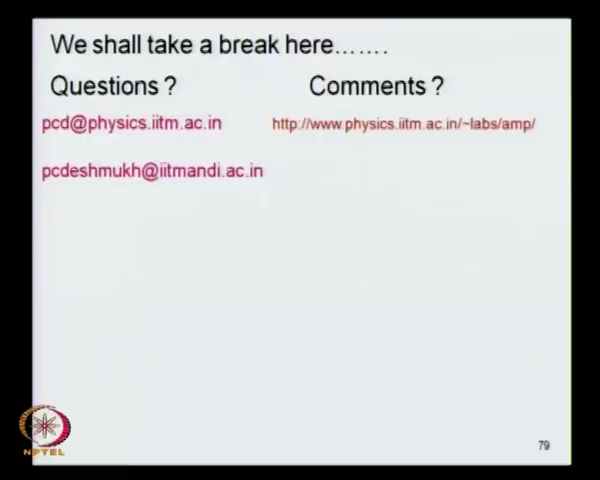 We shall take a break here.......
Questions ? Comments ?
pcd@physics.iitm.ac.in http://www.physics.iitm.ac.in/~labs/amp/
pcdeshmukh@iitmandi.ac.in
NPTEL
79